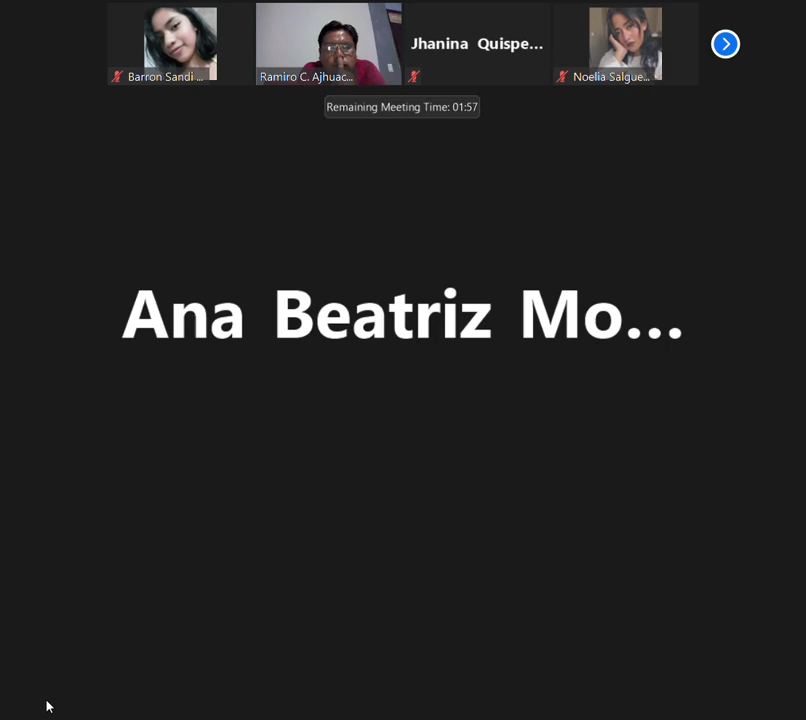 Barron Sandi ...
Ramiro C. Ajhuac...
Jhanina Quispe...
Noelia Salgue...
Remaining Meeting Time: 01:57
Ana Beatriz Mo...